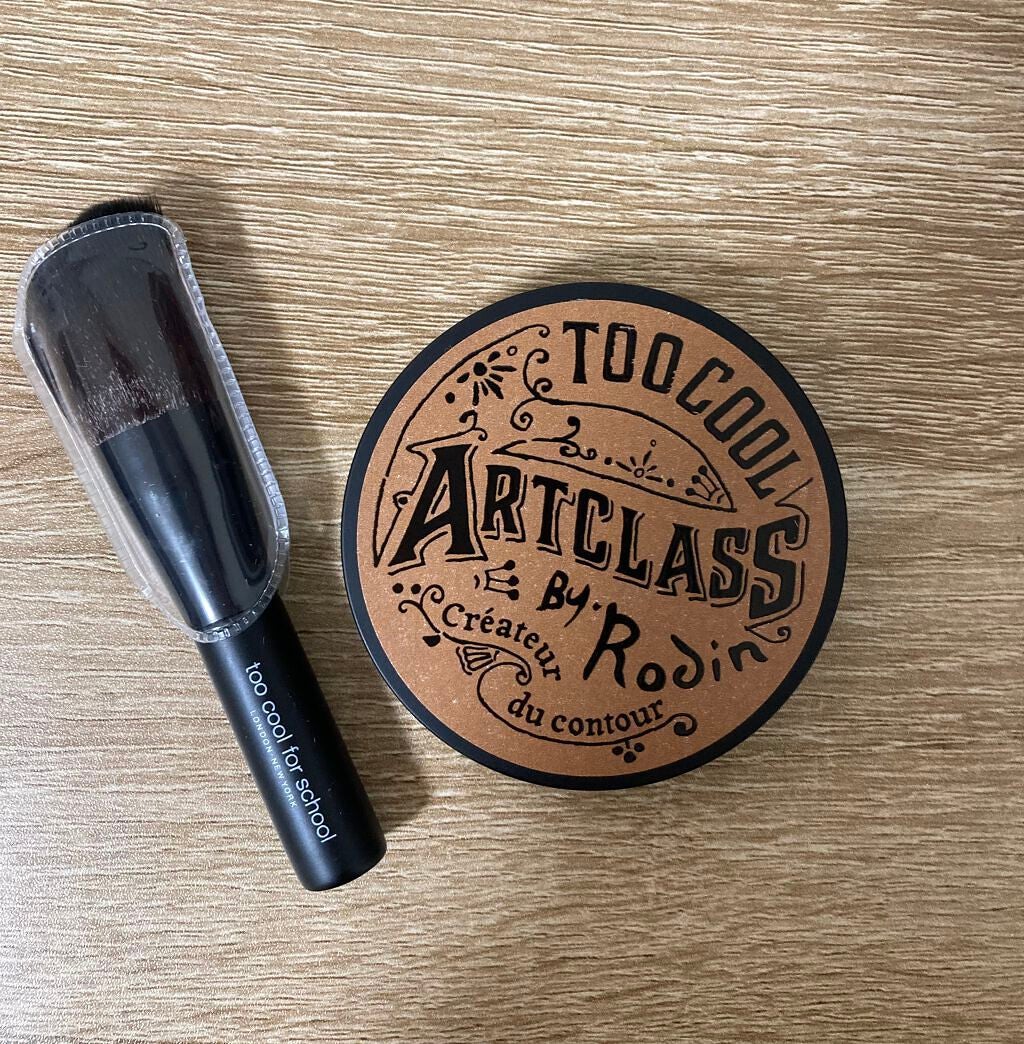 TOO COOL
ARTCLASS
By. Rodin
Créateur
du contour
too cool for school
LONDON NEW YORK